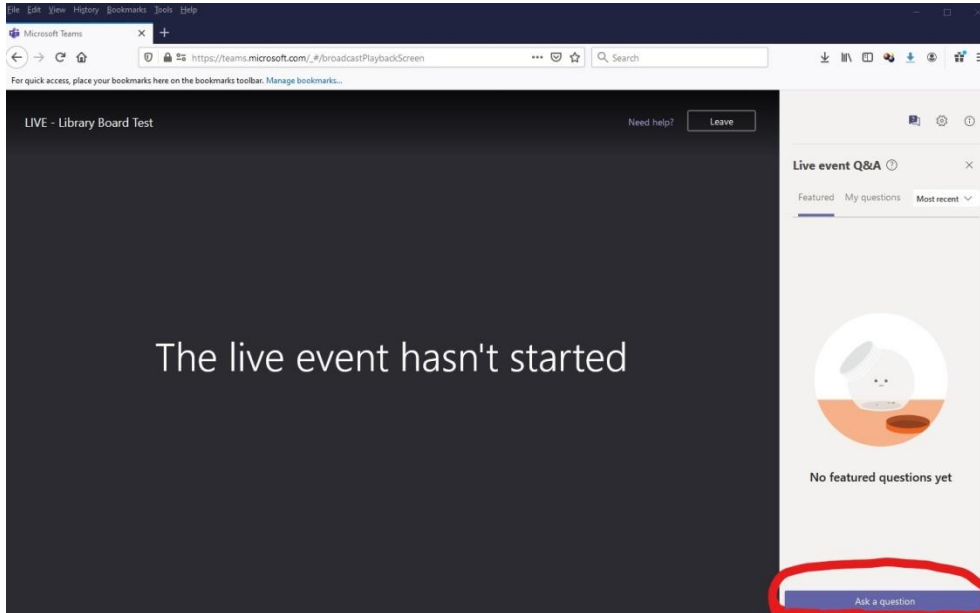 File Edit View History Bookmarks Tools Help
Microsoft Teams
https://teams.microsoft.com/_#/broadcastPlaybackScreen
Search
For quick access, place your bookmarks here on the bookmarks toolbar. Manage bookmarks...
LIVE - Library Board Test
Need help?
Leave
The live event hasn't started
Live event Q&A
Featured My questions Most recent
No featured questions yet
Ask a question